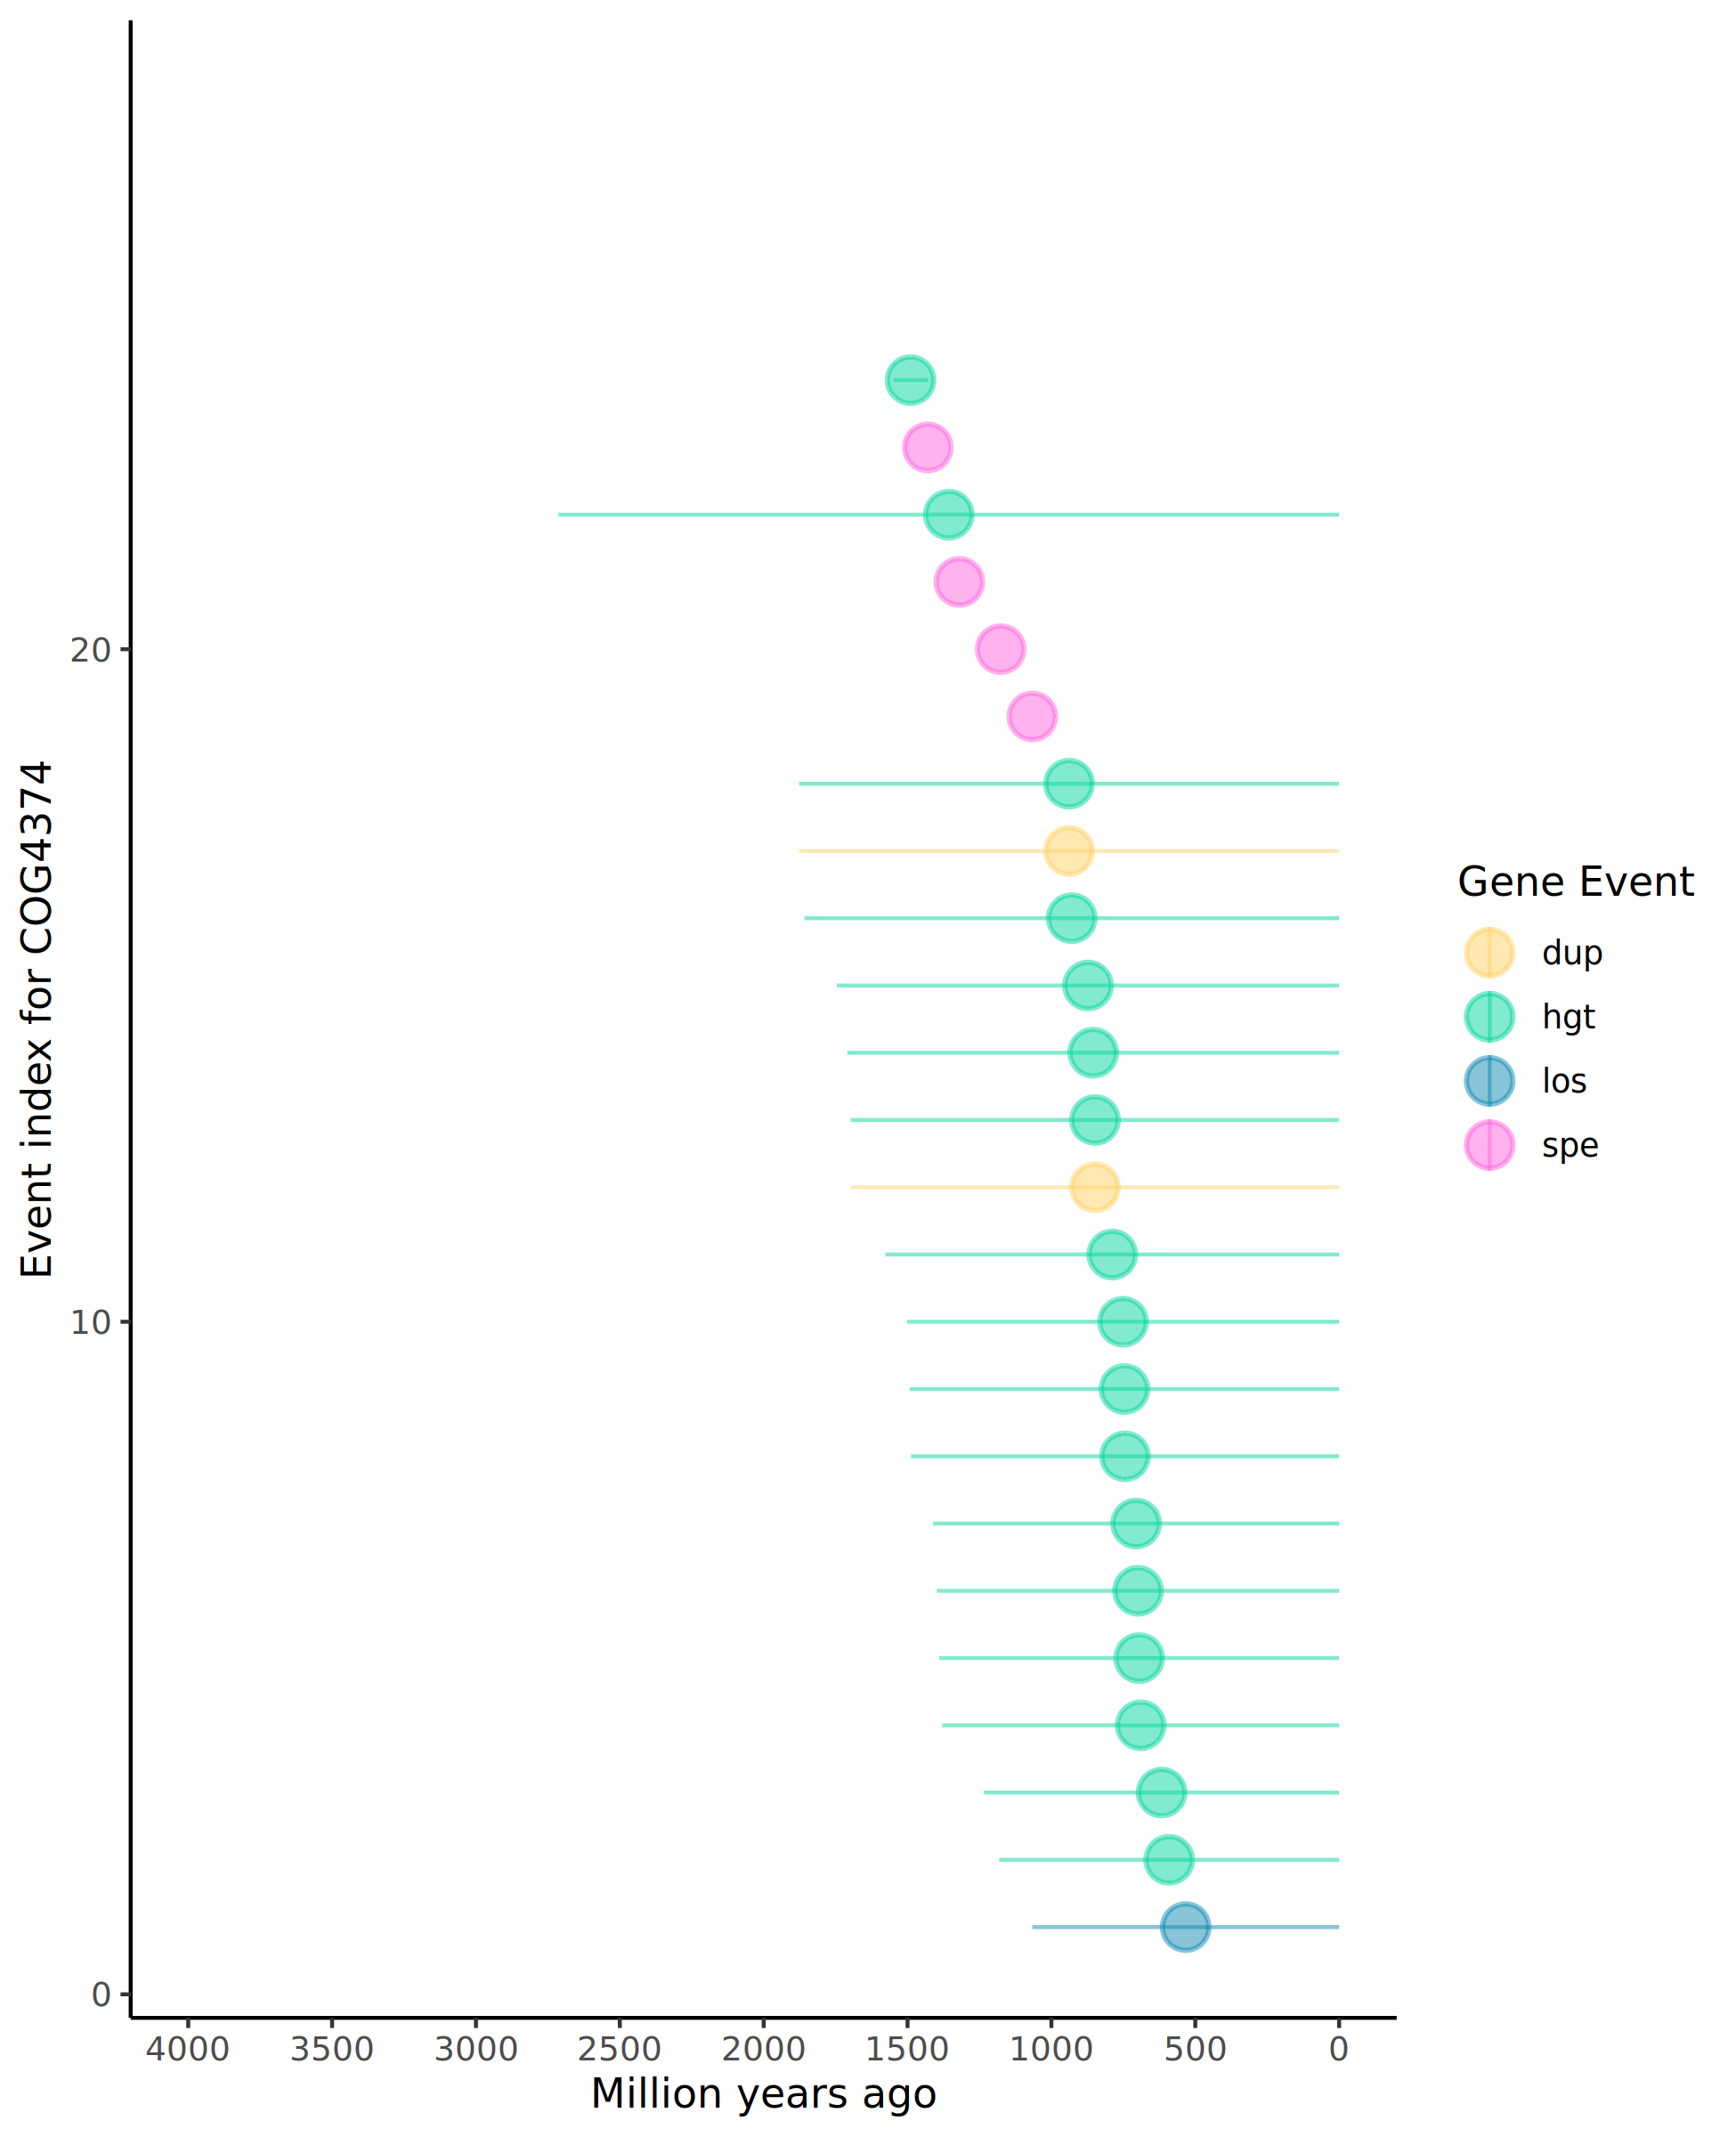 Event index for COG4374
20
10
0
4000 3500 3000 2500 2000 1500 1000 500 0
Million years ago
Gene Event
dup
hgt
los
spe